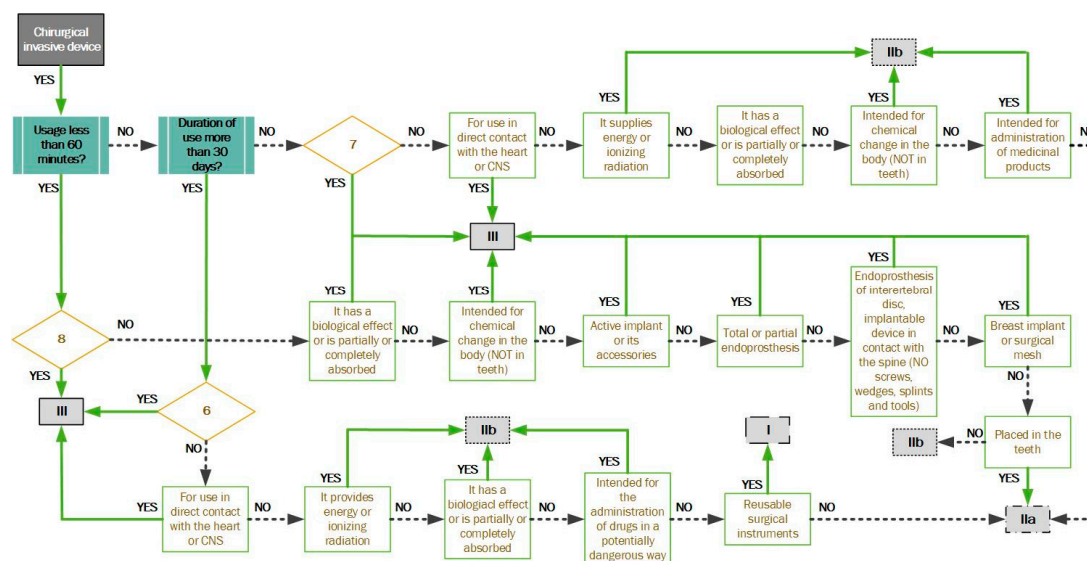 Chirurgical
invasive device
YES
Usage less
than 60
minutes?
NO
Duration of
use more
than 30
days?
NO
7
NO
For use in
direct contact
with the heart
or CNS
NO
It supplies
energy or
ionizing
radiation
NO
It has a
biological effect
or is partially or
completely
absorbed
NO
Intended for
chemical
change in the
body (NOT in
teeth)
NO
Intended for
administration
of medicinal
products
NO
IIb
YES
YES
YES
YES
YES
YES
YES
III
YES
YES
YES
YES
YES
YES
8
NO
It has a
biological effect
or is partially or
completely
absorbed
NO
Intended for
chemical
change in the
body (NOT in
teeth)
NO
Active implant
or its
accessories
NO
Total or partial
endoprosthesis
NO
Endoprosthesis
of interertebral
disc,
implantable
device in
contact with
the spine (NO
screws,
wedges, splints
and tools)
NO
Breast implant
or surgical
mesh
YES
III
YES
6
NO
NO
IIb
NO
Placed in the
teeth
YES
YES
For use in
direct contact
with the heart
or CNS
NO
It provides
energy or
ionizing
radiation
NO
It has a
biologiacl effect
or is partially or
completely
absorbed
NO
Intended for
the
administration
of drugs in a
potentially
dangerous way
NO
Reusable
surgical
instruments
NO
IIa
YES
IIb
YES
YES
I
YES